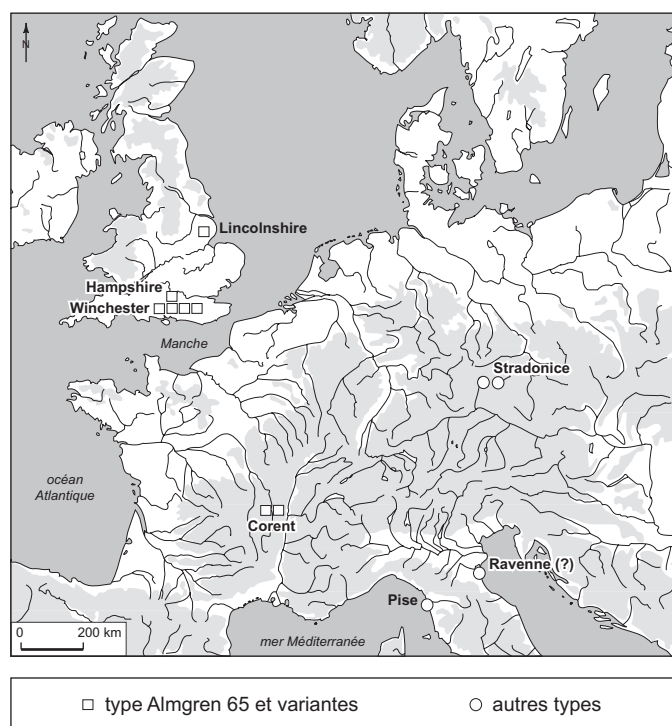 N
Lincolnshire
Hampshire
Winchester
Manche
Stradonice
océan
Atlantique
Corent
Ravenne (?)
Pise
0 200 km
mer Méditerranée
type Almgren 65 et variantes
autres types